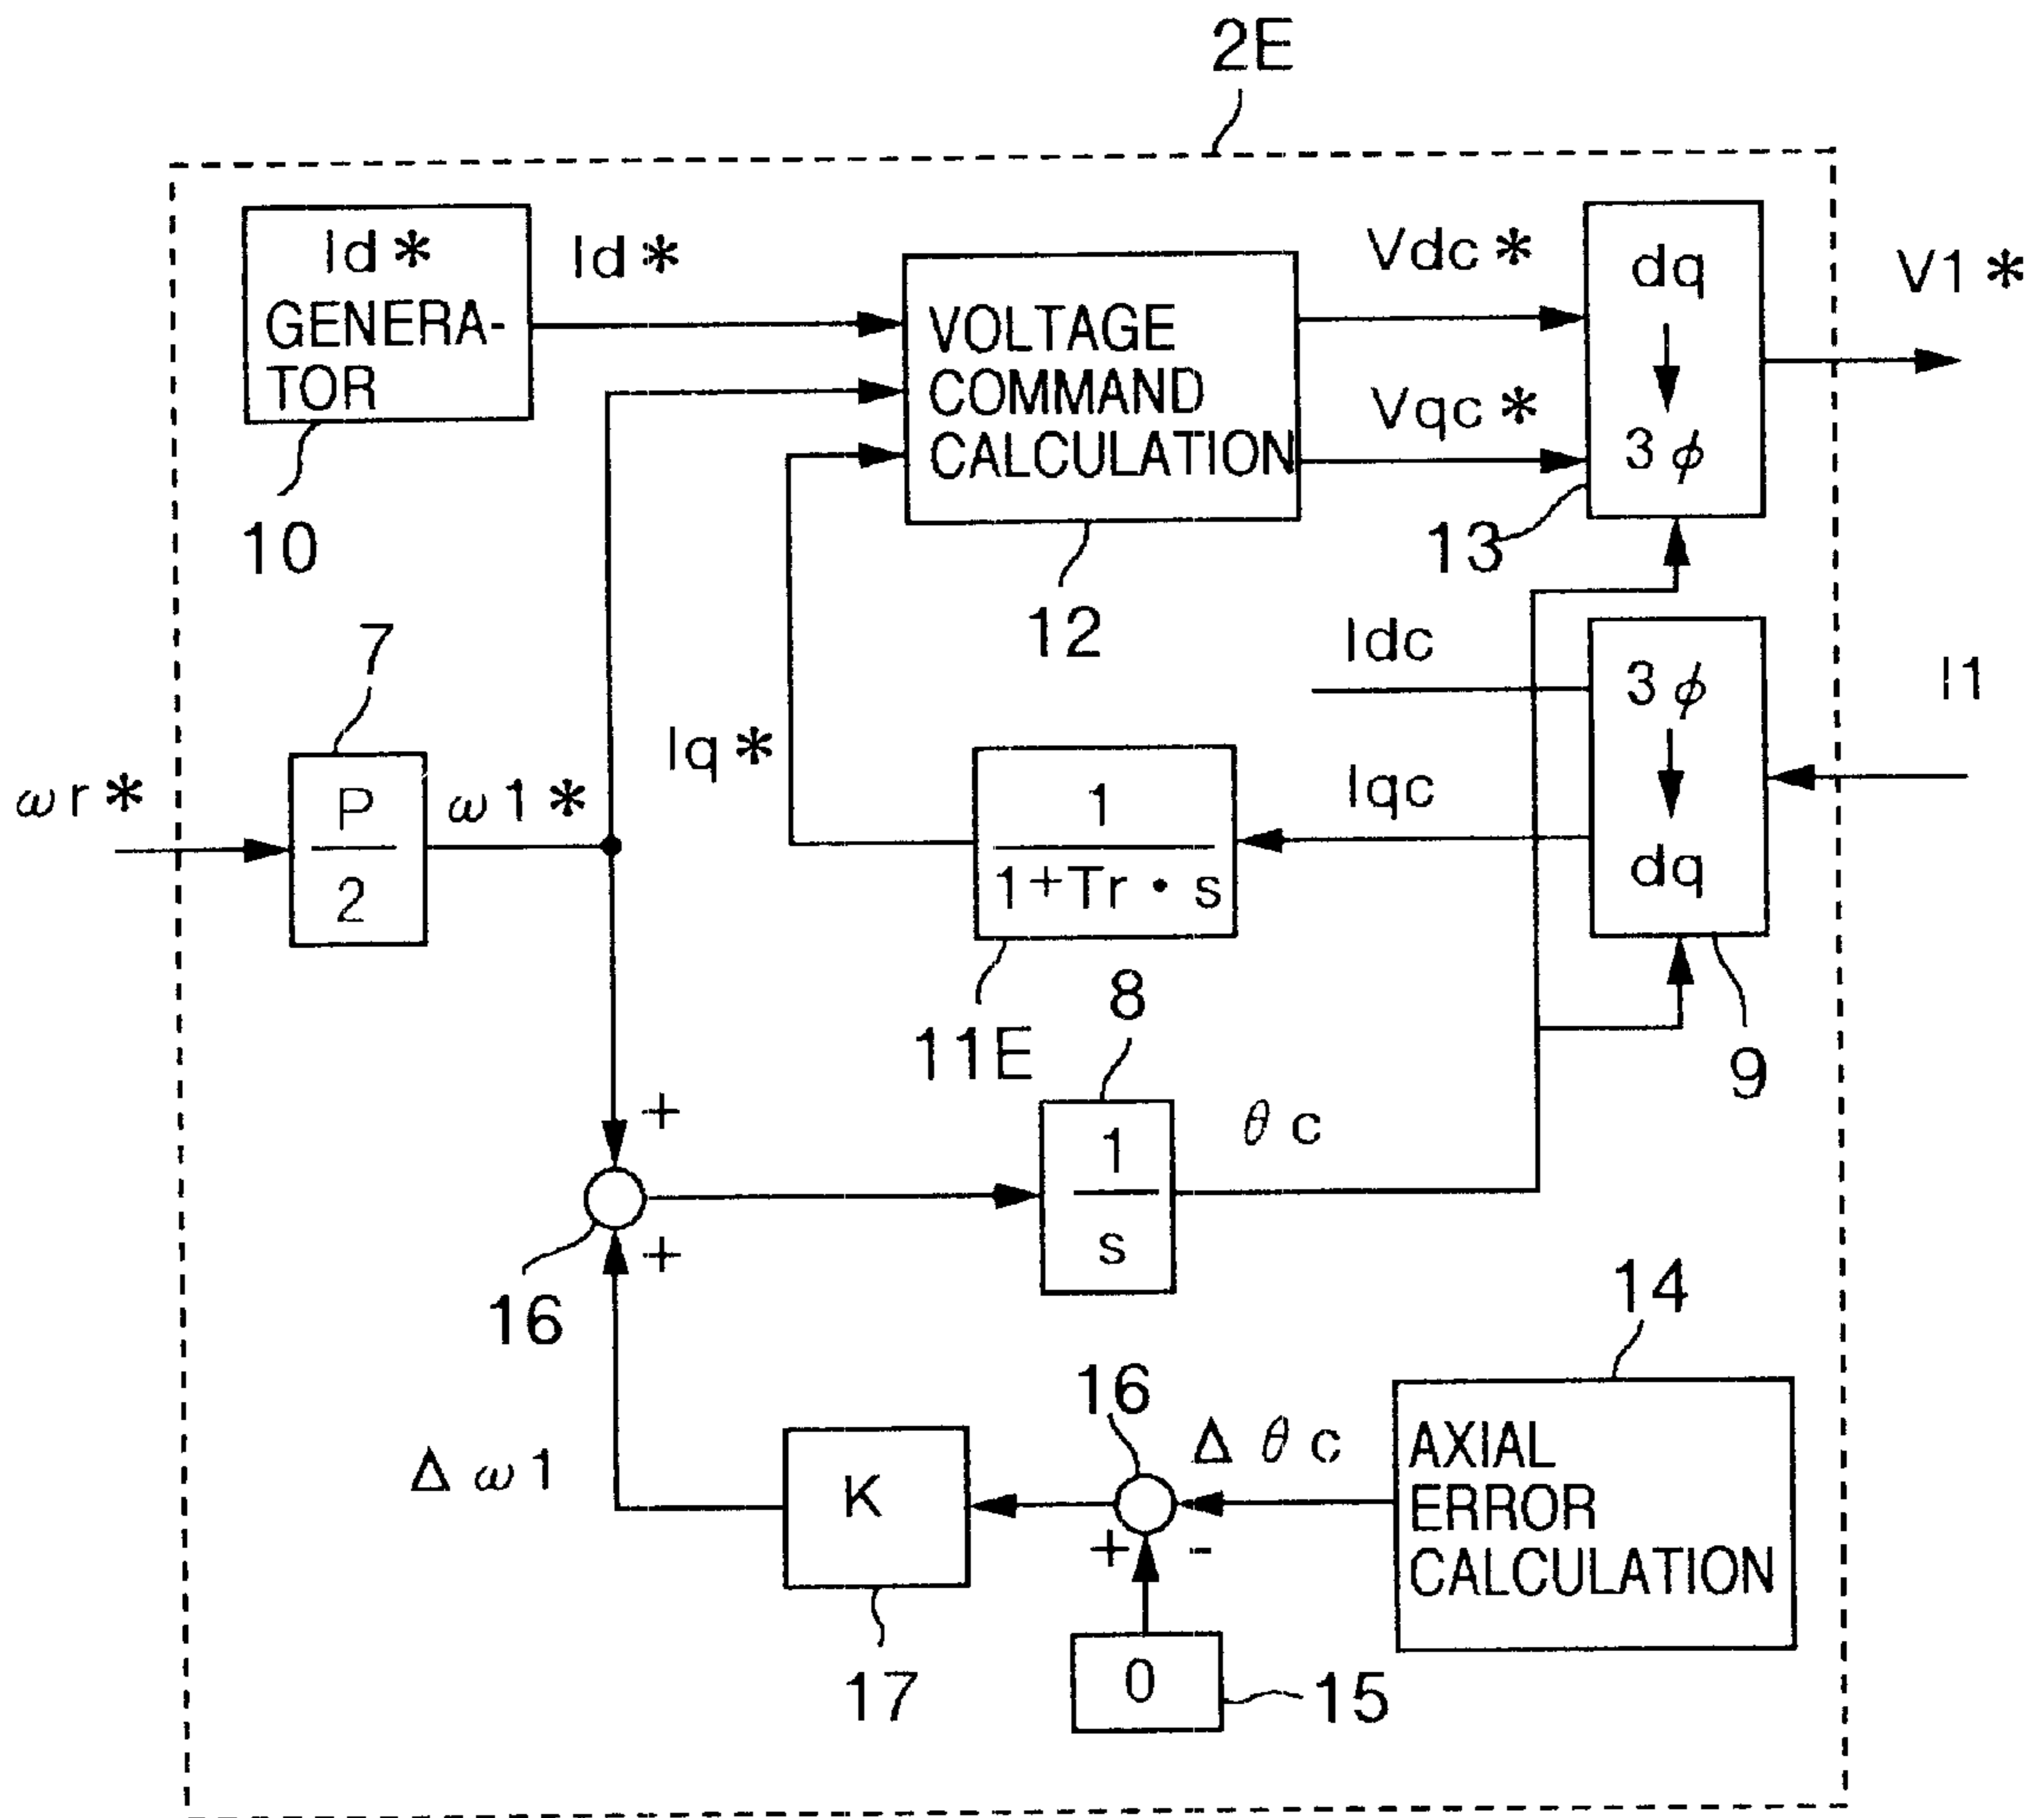 2E
Id*
GENERA-
TOR
Id*
10
VOLTAGE
COMMAND
CALCULATION
12
Vdc*
Vqc*
dq
3φ
13
V1*
7
ωr*
P
2
ω1*
Iq*
1
1+Tr・s
11E
Idc
Iqc
3φ
dq
I1
9
8
1
s
θc
+
+
16
Δω1
K
17
16
Δθc
+
-
0
15
14
AXIAL
ERROR
CALCULATION